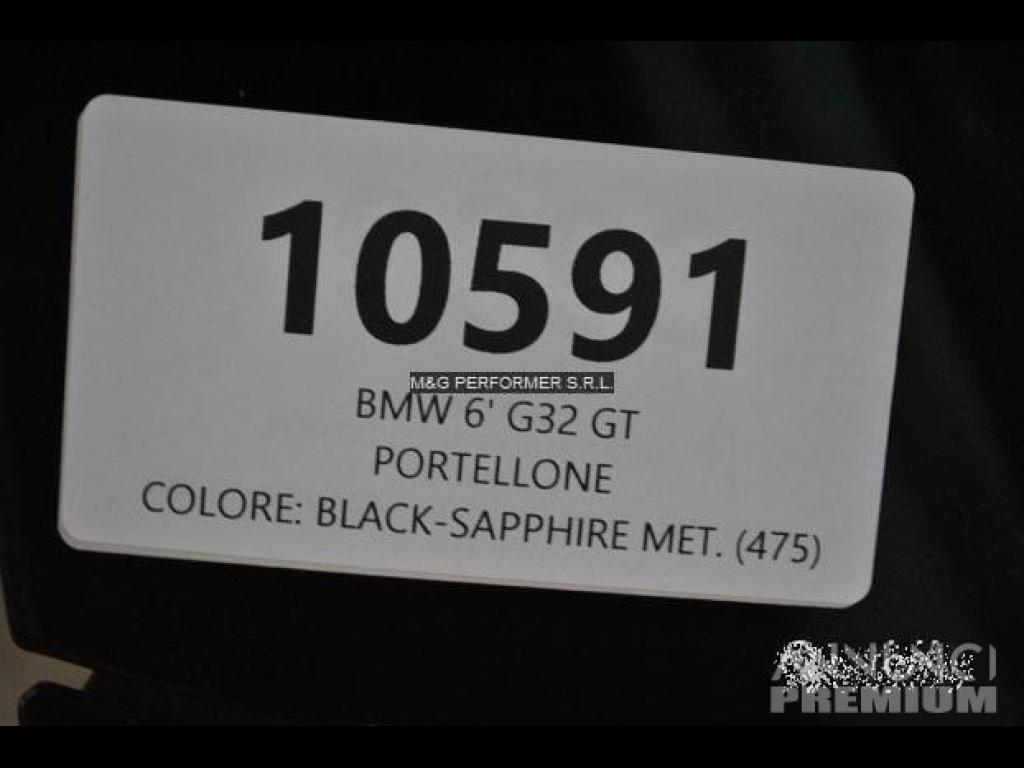 10591
M&G PERFORMER S.R.L.
BMW 6' G32 GT
PORTELLONE
COLORE: BLACK-SAPPHIRE MET. (475)
PREMIUM